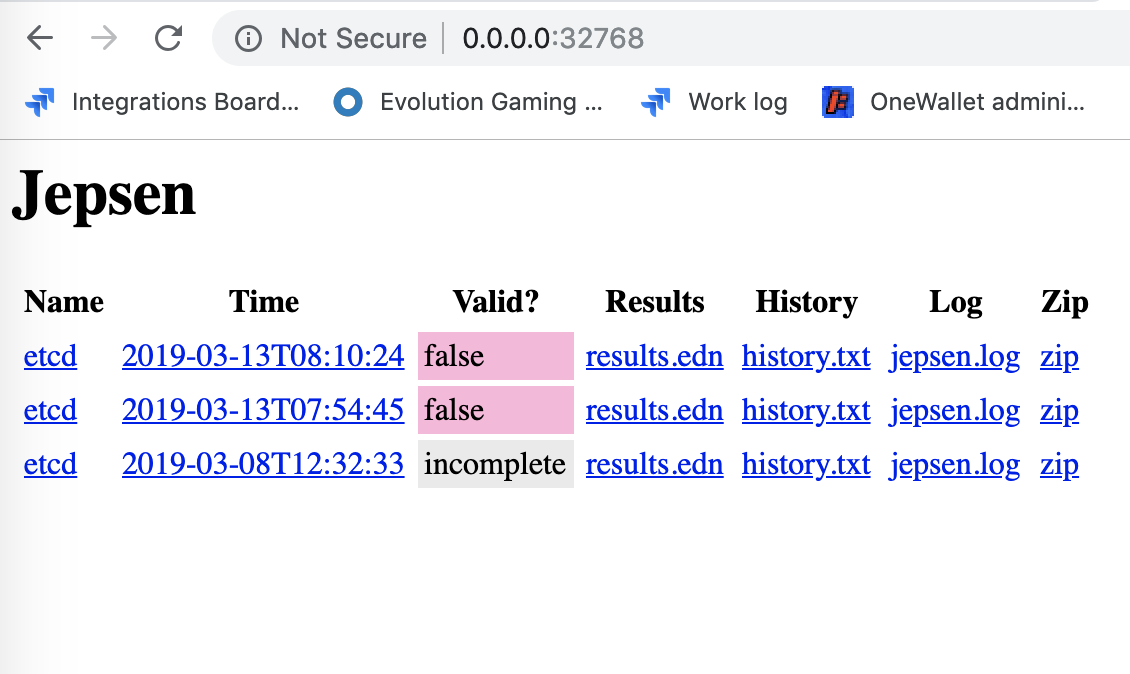 Not Secure 0.0.0.0:32768
Integrations Board... Evolution Gaming ... Work log OneWallet admini...
Jepsen
Name Time Valid? Results History Log Zip
etcd 2019-03-13T08:10:24 false results.edn history.txt jepsen.log zip
etcd 2019-03-13T07:54:45 false results.edn history.txt jepsen.log zip
etcd 2019-03-08T12:32:33 incomplete results.edn history.txt jepsen.log zip